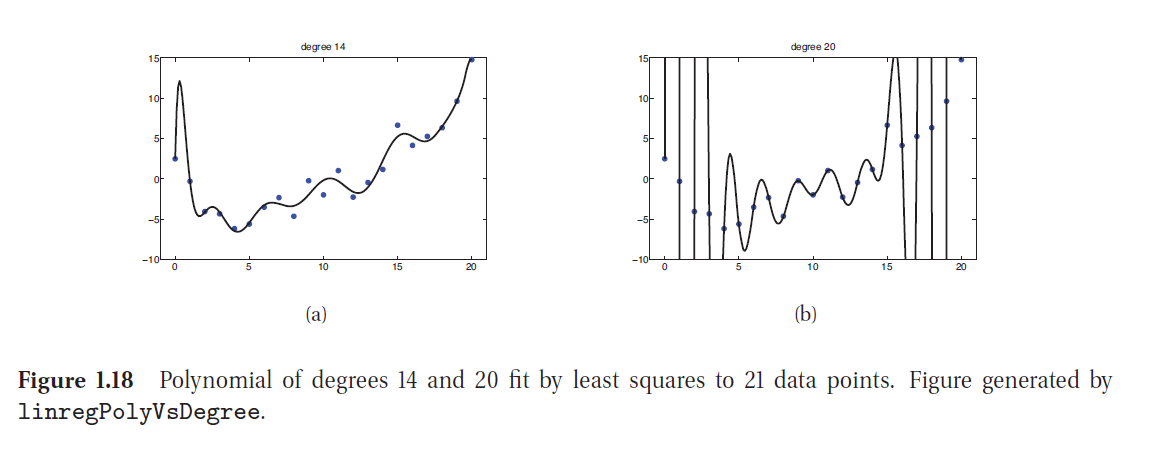 degree 14
15
10
5
0
−5
−10
0 5 10 15 20
(a)
degree 20
15
10
5
0
−5
−10
0 5 10 15 20
(b)
Figure 1.18 Polynomial of degrees 14 and 20 fit by least squares to 21 data points. Figure generated by
linregPolyVsDegree.